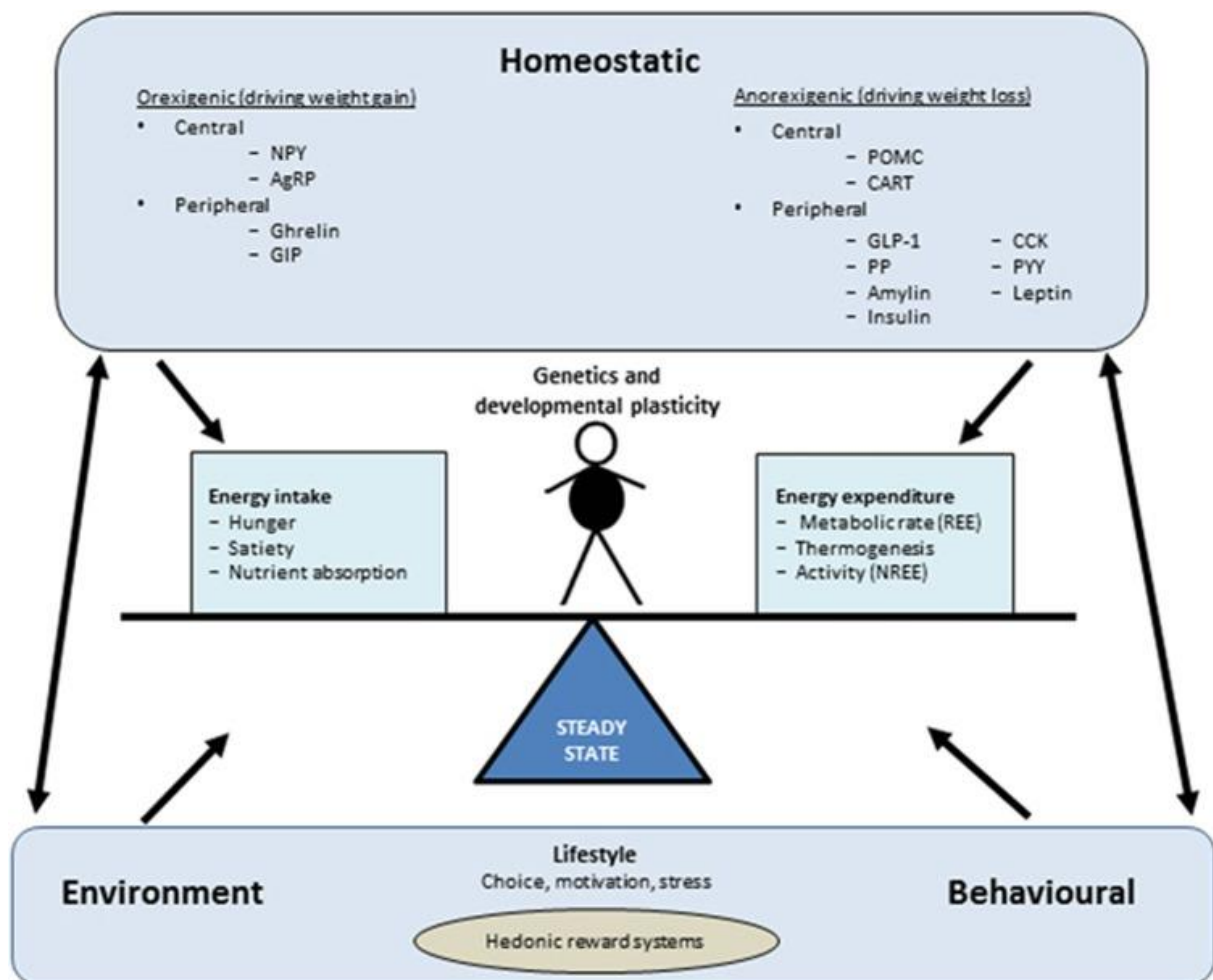 Homeostatic
Orexigenic (driving weight gain)
• Central
– NPY
– AgRP
• Peripheral
– Ghrelin
– GIP
Anorexigenic (driving weight loss)
• Central
– POMC
– CART
• Peripheral
– GLP-1
– PP
– Amylin
– Insulin
– CCK
– PYY
– Leptin
Genetics and
developmental plasticity
Energy intake
– Hunger
– Satiety
– Nutrient absorption
Energy expenditure
– Metabolic rate (REE)
– Thermogenesis
– Activity (NREE)
STEADY
STATE
Environment
Lifestyle
Choice, motivation, stress
Hedonic reward systems
Behavioural